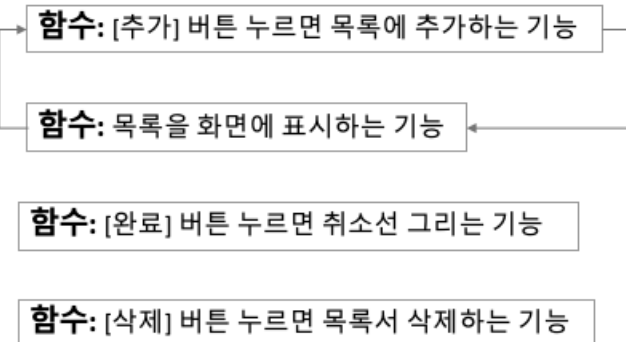 함수: [추가] 버튼 누르면 목록에 추가하는 기능
함수: 목록을 화면에 표시하는 기능
함수: [완료] 버튼 누르면 취소선 그리는 기능
함수: [삭제] 버튼 누르면 목록서 삭제하는 기능